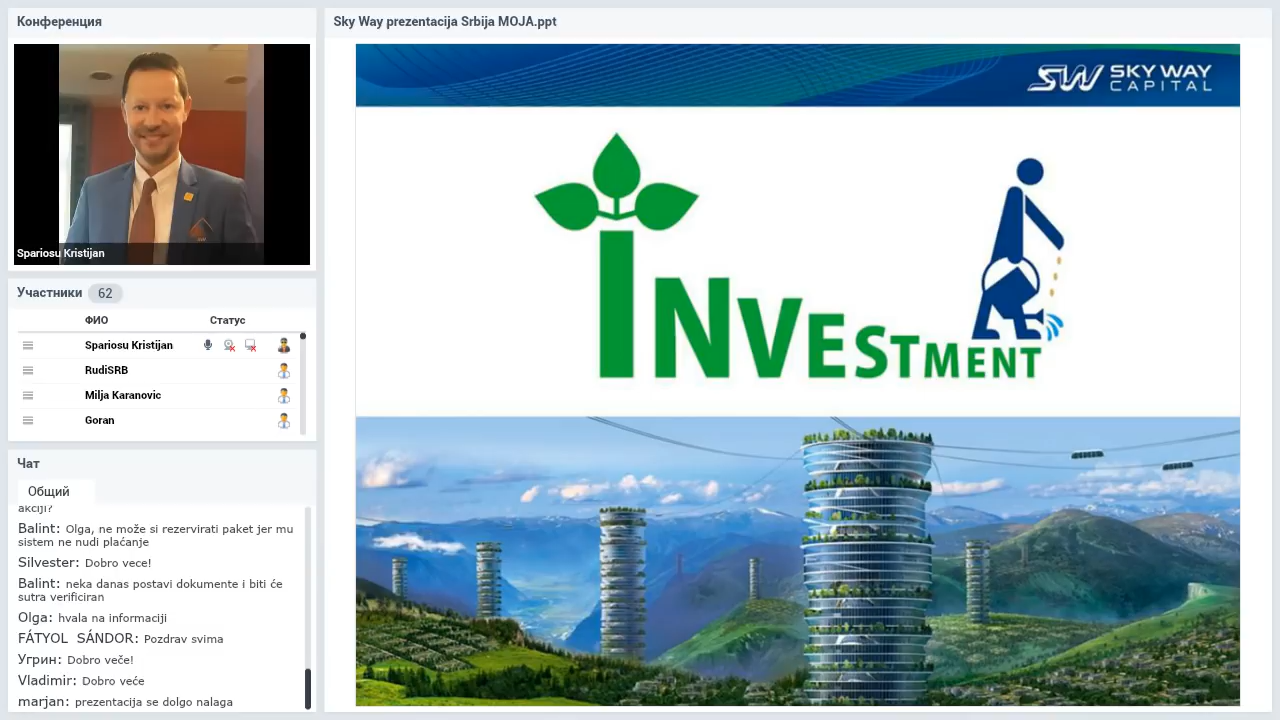 Конференция
Spariosu Kristijan
Участники 62
ФИО Статус
Spariosu Kristijan
RudiSRB
Milja Karanovic
Goran
Чат
Общий
akciji?
Balint: Olga, ne može si rezervirati paket jer mu
sistem ne nudi plaćanje
Silvester: Dobro veče!
Balint: neka danas postavi dokumente i biti će
sutra verificiran
Olga: hvala na informaciji
FÁTYOL SÁNDOR: Pozdrav svima
Угрин: Dobro veče!
Vladimir: Dobro veče
marjan: prezentacija ne dolgo nalaga
Sky Way prezentacija Srbija MOJA.ppt
SW SKY WAY
CAPITAL
INVESTMENT